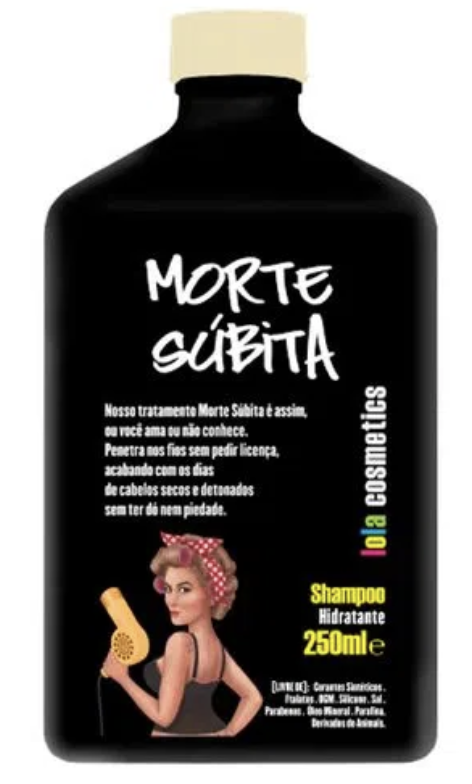 MORTE
SÚBITA
Nosso tratamento Morte Súbita é assim,
ou você ama ou não conhece.
Penetra nos fios sem pedir licença,
acabando com os dias
de cabelos secos e detonados
sem ter dó nem piedade.
lola cosmetics
Shampoo
Hidratante
250ml e
[LIVRE DE]: Corantes Sintéticos .
Ftalatos . OGM . Silicone . Sal .
Parabenos . Óleo Mineral . Parafina.
Derivados de Animais.